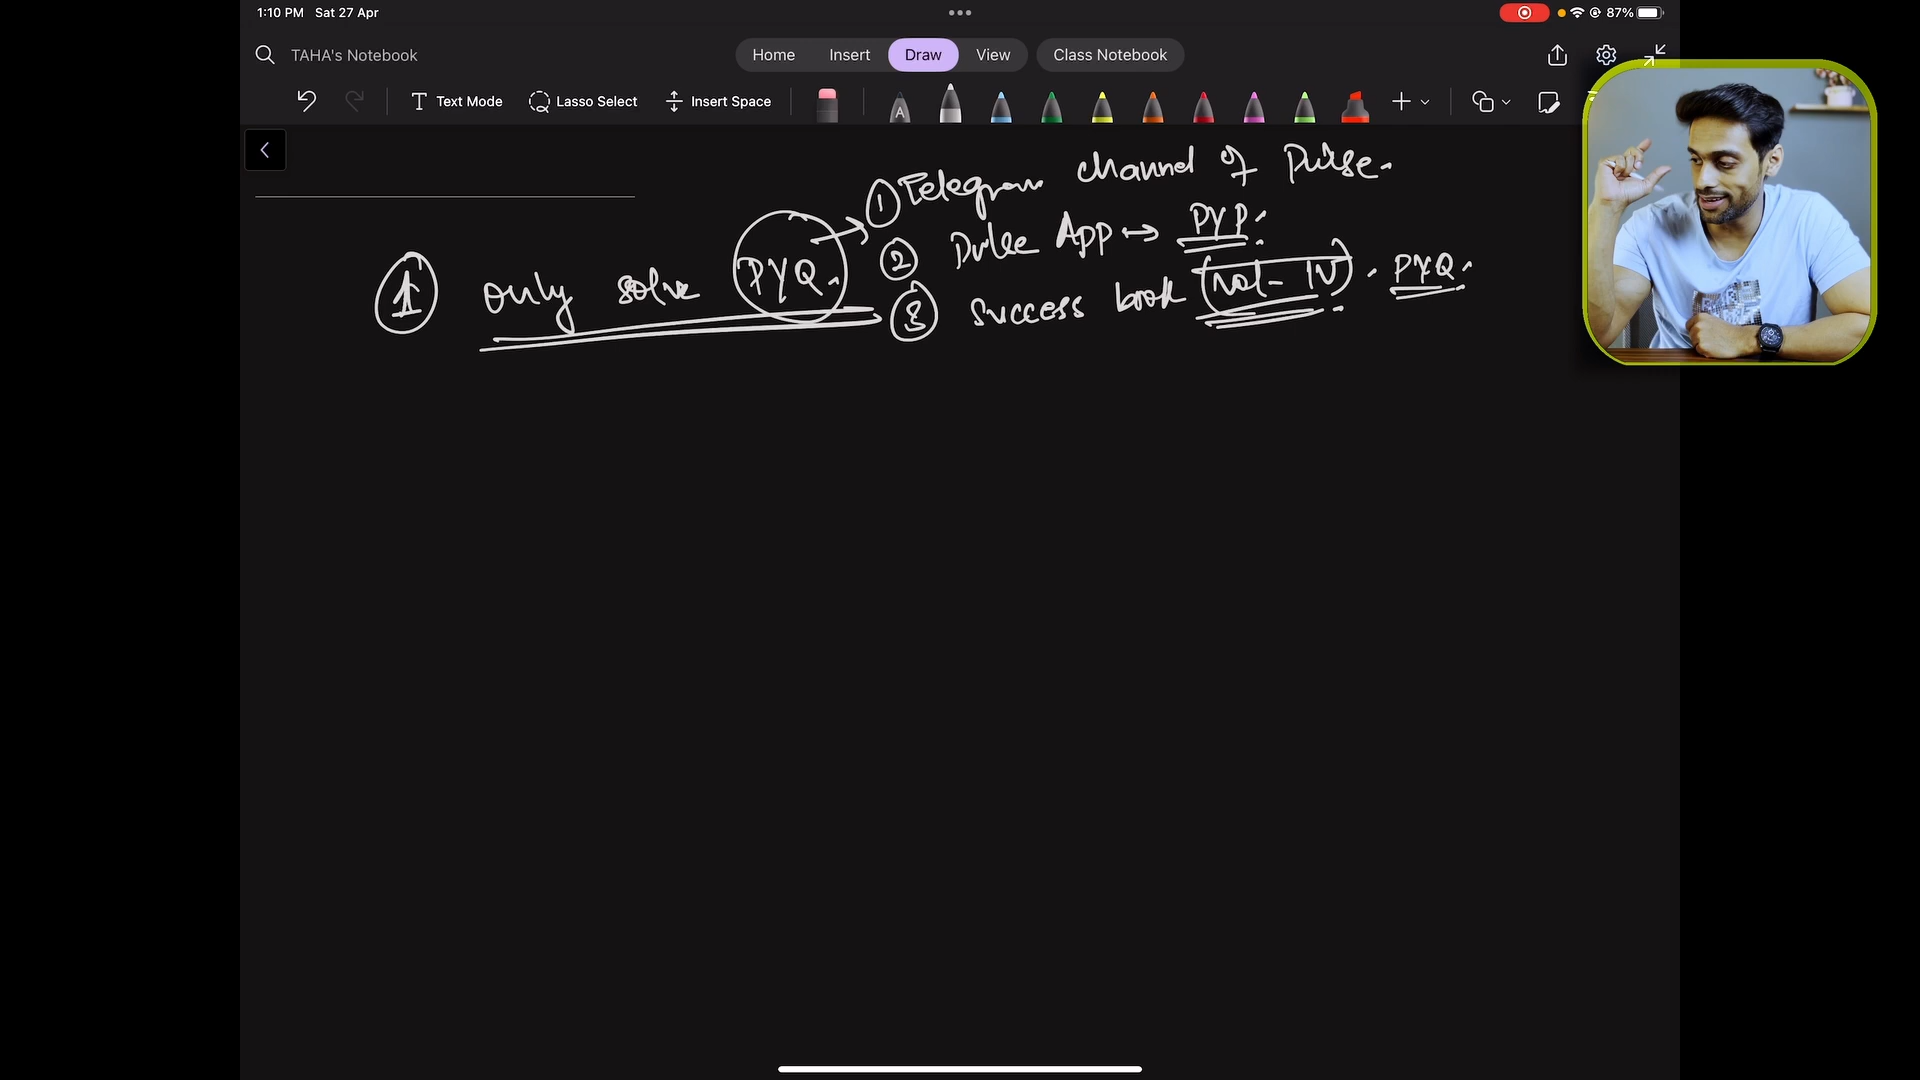 1:10 PM Sat 27 Apr
87%
TAHA's Notebook
Home Insert Draw View Class Notebook
Text Mode Lasso Select Insert Space
A
① Telegram channel of Pulse.
② Pulse App → PYP.
① only solve PYQ.
③ Success book (Vol-IV). PYQ.